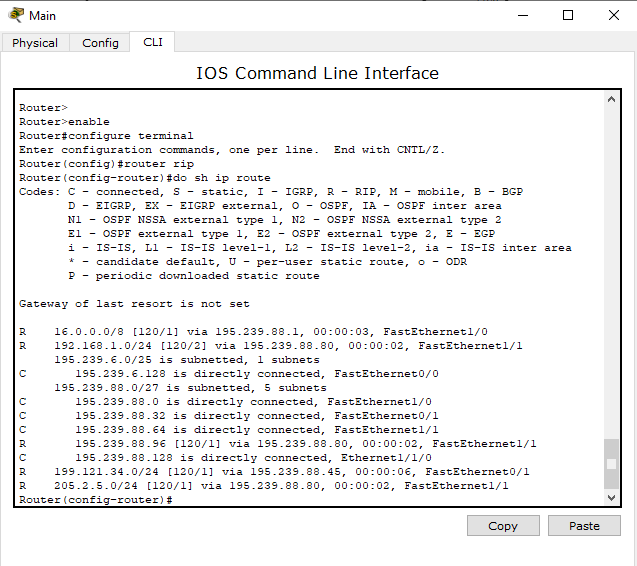 Main
Physical Config CLI
IOS Command Line Interface
Router>
Router>enable
Router#configure terminal
Enter configuration commands, one per line.  End with CNTL/Z.
Router(config)#router rip
Router(config-router)#do sh ip route
Codes: C - connected, S - static, I - IGRP, R - RIP, M - mobile, B - BGP
       D - EIGRP, EX - EIGRP external, O - OSPF, IA - OSPF inter area
       N1 - OSPF NSSA external type 1, N2 - OSPF NSSA external type 2
       E1 - OSPF external type 1, E2 - OSPF external type 2, E - EGP
       i - IS-IS, L1 - IS-IS level-1, L2 - IS-IS level-2, ia - IS-IS inter area
       * - candidate default, U - per-user static route, o - ODR
       P - periodic downloaded static route
Gateway of last resort is not set
R    16.0.0.0/8 [120/1] via 195.239.88.1, 00:00:03, FastEthernet1/0
R    192.168.1.0/24 [120/2] via 195.239.88.80, 00:00:02, FastEthernet1/1
     195.239.6.0/25 is subnetted, 1 subnets
C       195.239.6.128 is directly connected, FastEthernet0/0
     195.239.88.0/27 is subnetted, 5 subnets
C       195.239.88.0 is directly connected, FastEthernet1/0
C       195.239.88.32 is directly connected, FastEthernet0/1
C       195.239.88.64 is directly connected, FastEthernet1/1
R       195.239.88.96 [120/1] via 195.239.88.80, 00:00:02, FastEthernet1/1
C       195.239.88.128 is directly connected, Ethernet1/1/0
R    199.121.34.0/24 [120/1] via 195.239.88.45, 00:00:06, FastEthernet0/1
R    205.2.5.0/24 [120/1] via 195.239.88.80, 00:00:02, FastEthernet1/1
Router(config-router)#
Copy Paste